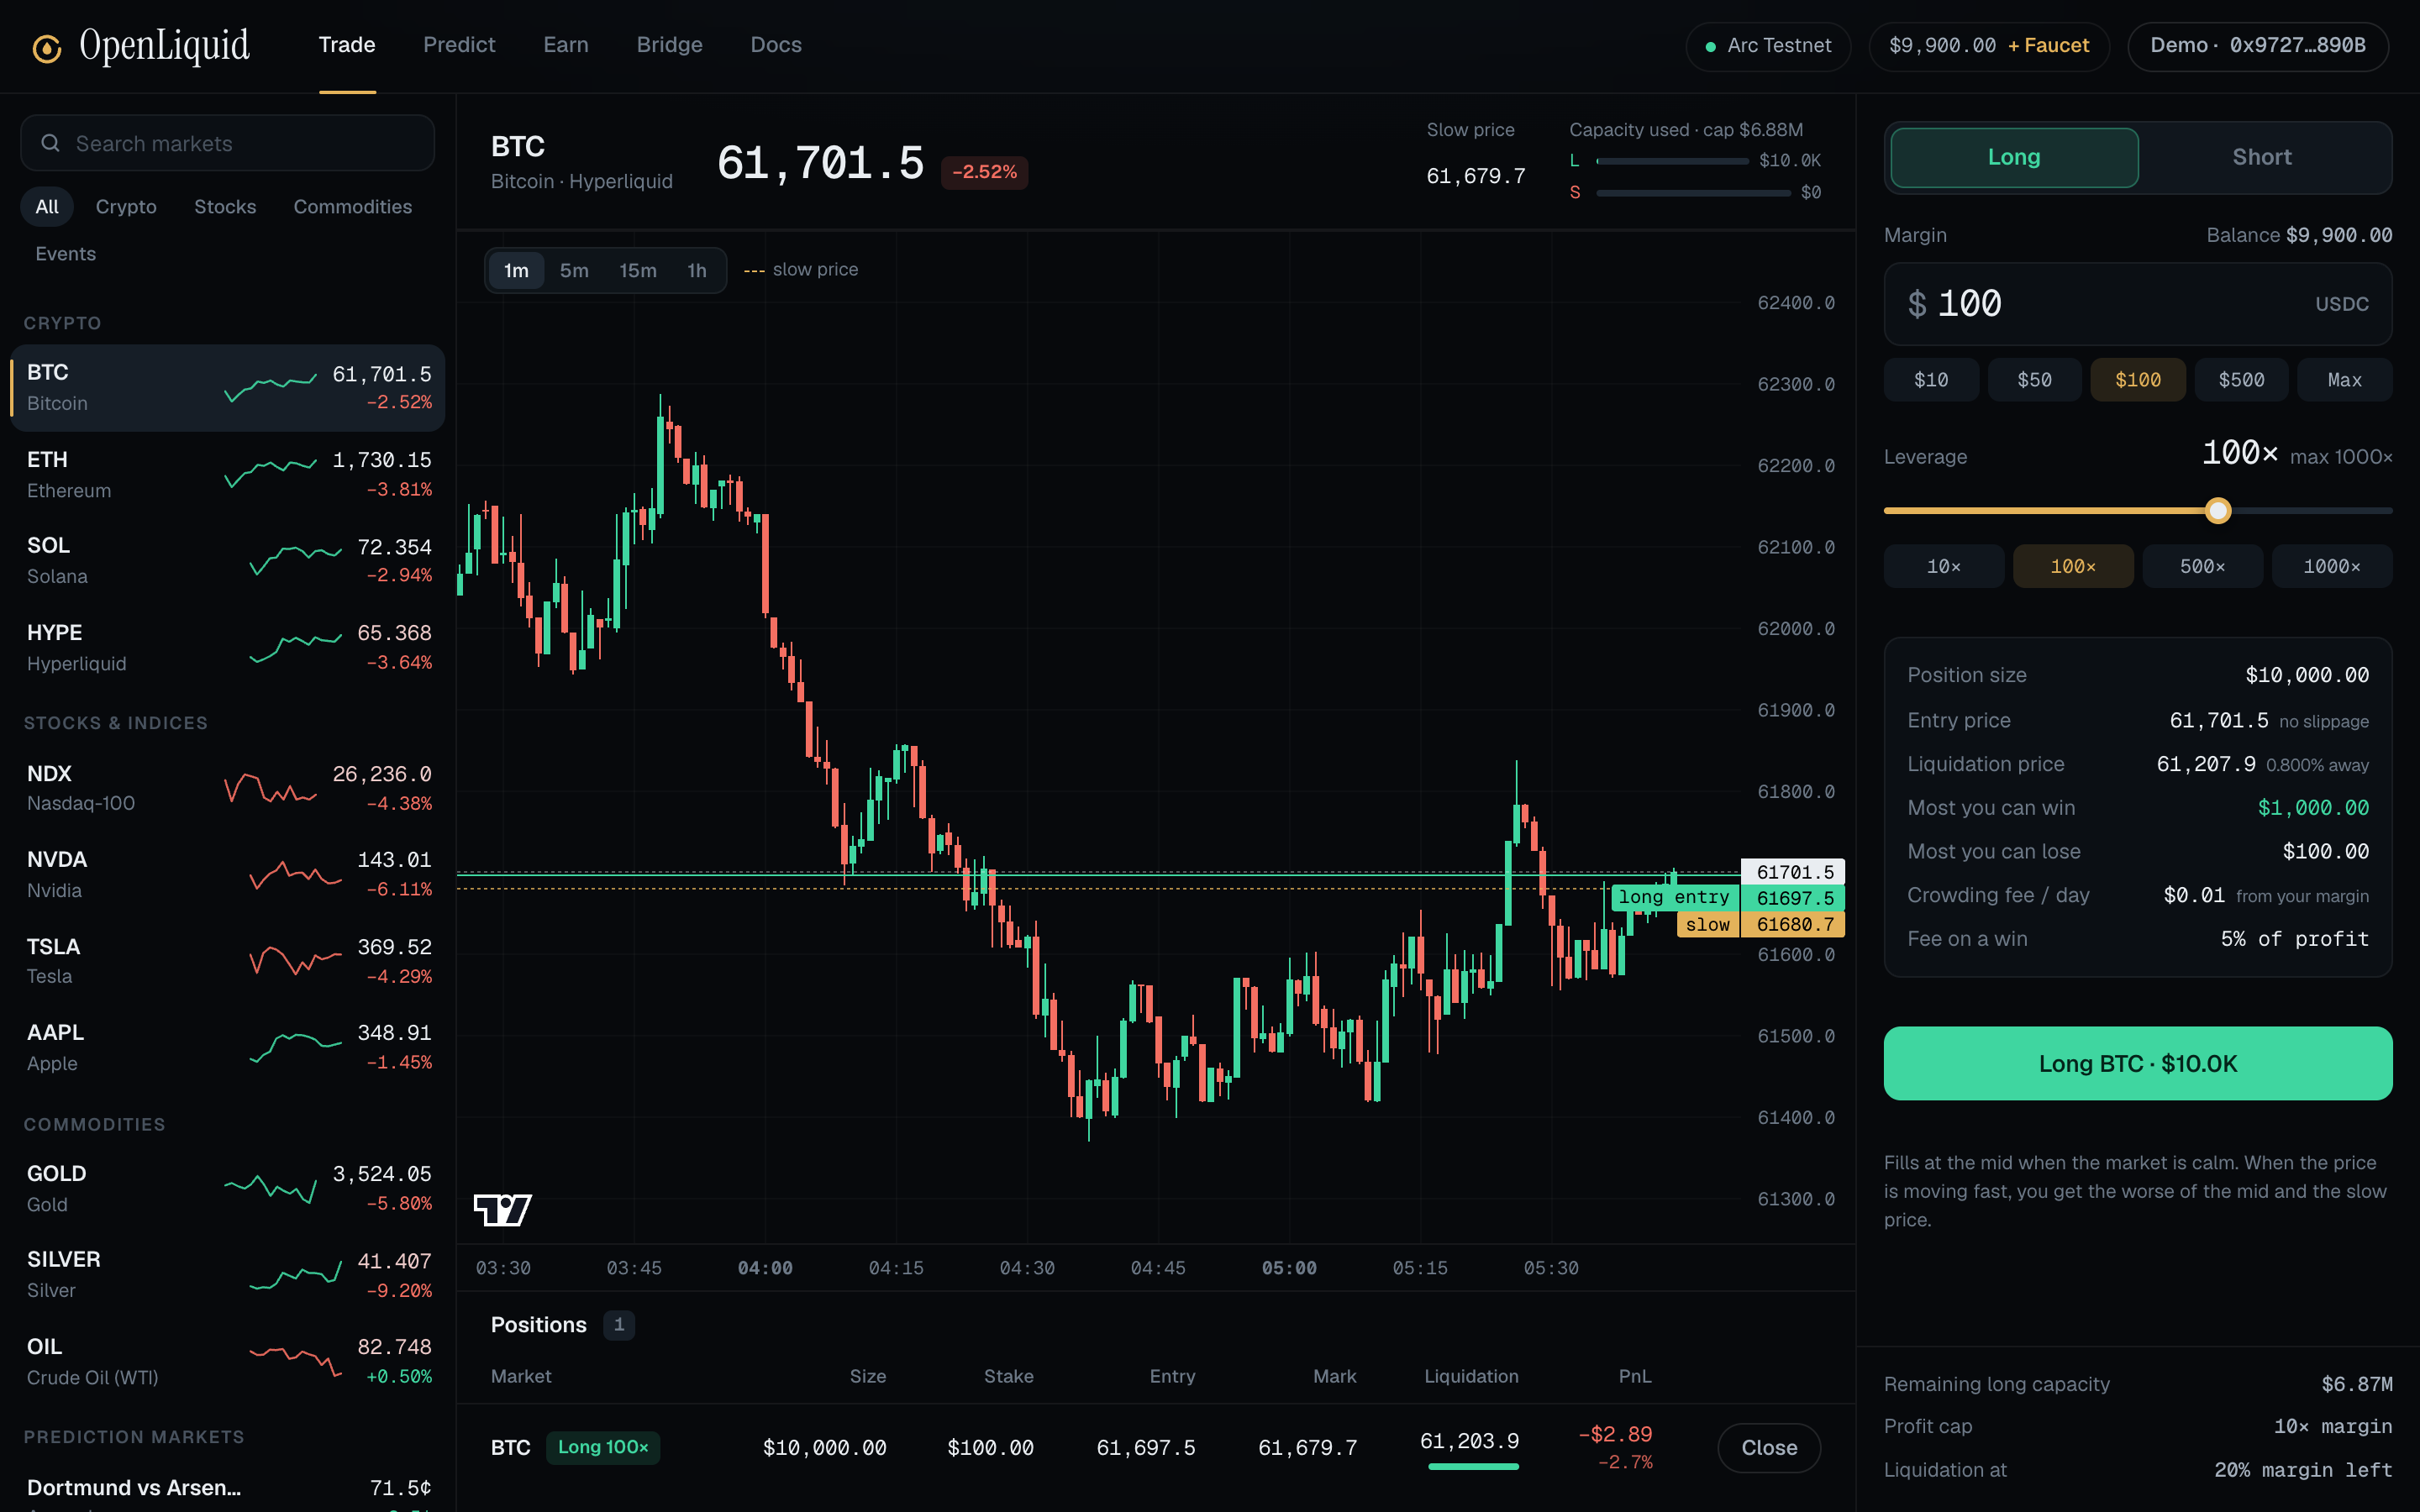 OpenLiquid Trade Predict Earn Bridge Docs Arc Testnet $9,900.00 + Faucet Demo · 0x9727…890B
Search markets
All Crypto Stocks Commodities
Events
CRYPTO
BTC 61,701.5
Bitcoin −2.52%
ETH 1,730.15
Ethereum −3.81%
SOL 72.354
Solana −2.94%
HYPE 65.368
Hyperliquid −3.64%
STOCKS & INDICES
NDX 26,236.0
Nasdaq-100 −4.38%
NVDA 143.01
Nvidia −6.11%
TSLA 369.52
Tesla −4.29%
AAPL 348.91
Apple −1.45%
COMMODITIES
GOLD 3,524.05
Gold −5.80%
SILVER 41.407
Silver −9.20%
OIL 82.748
Crude Oil (WTI) +0.50%
PREDICTION MARKETS
Dortmund vs Arsen… 71.5¢
BTC
Bitcoin · Hyperliquid
61,701.5 −2.52%
Slow price
61,679.7
Capacity used · cap $6.88M
L $10.0K
S $0
1m 5m 15m 1h --- slow price
62400.0
62300.0
62200.0
62100.0
62000.0
61900.0
61800.0
61701.5
long entry 61697.5
slow 61680.7
61600.0
61500.0
61400.0
61300.0
03:30 03:45 04:00 04:15 04:30 04:45 05:00 05:15 05:30
Positions 1
Market Size Stake Entry Mark Liquidation PnL
BTC Long 100× $10,000.00 $100.00 61,697.5 61,679.7 61,203.9 −$2.89 Close
−2.7%
Long Short
Margin Balance $9,900.00
$ 100 USDC
$10 $50 $100 $500 Max
Leverage 100× max 1000×
10× 100× 500× 1000×
Position size $10,000.00
Entry price 61,701.5 no slippage
Liquidation price 61,207.9 0.800% away
Most you can win $1,000.00
Most you can lose $100.00
Crowding fee / day $0.01 from your margin
Fee on a win 5% of profit
Long BTC · $10.0K
Fills at the mid when the market is calm. When the price
is moving fast, you get the worse of the mid and the slow
price.
Remaining long capacity $6.87M
Profit cap 10× margin
Liquidation at 20% margin left